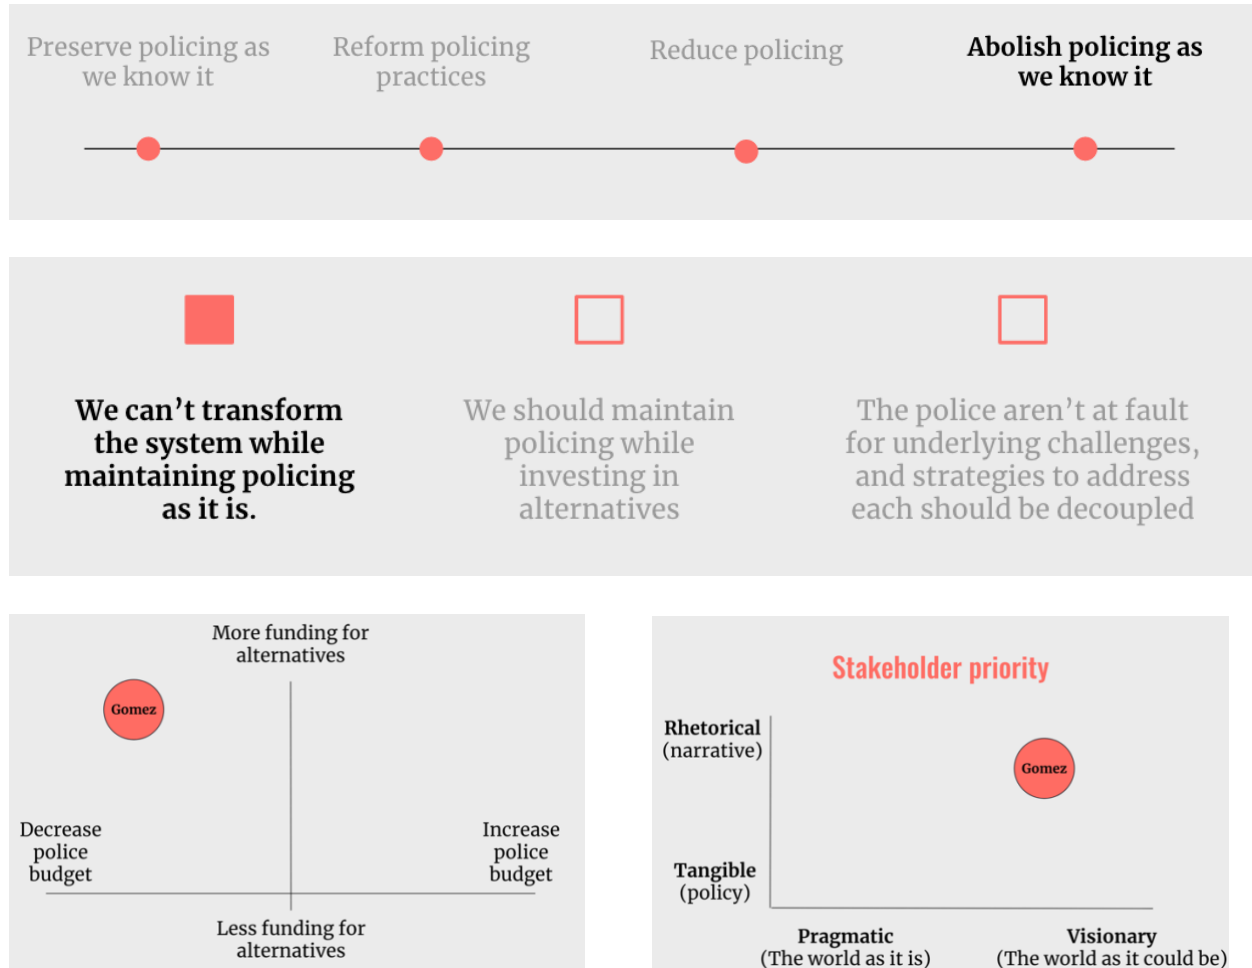 Preserve policing as
we know it
Reform policing
practices
Reduce policing
Abolish policing as
we know it
We can’t transform
the system while
maintaining policing
as it is.
We should maintain
policing while
investing in
alternatives
The police aren’t at fault
for underlying challenges,
and strategies to address
each should be decoupled
More funding for
alternatives
Gomez
Decrease
police
budget
Increase
police
budget
Less funding for
alternatives
Stakeholder priority
Rhetorical
(narrative)
Gomez
Tangible
(policy)
Pragmatic
(The world as it is)
Visionary
(The world as it could be)